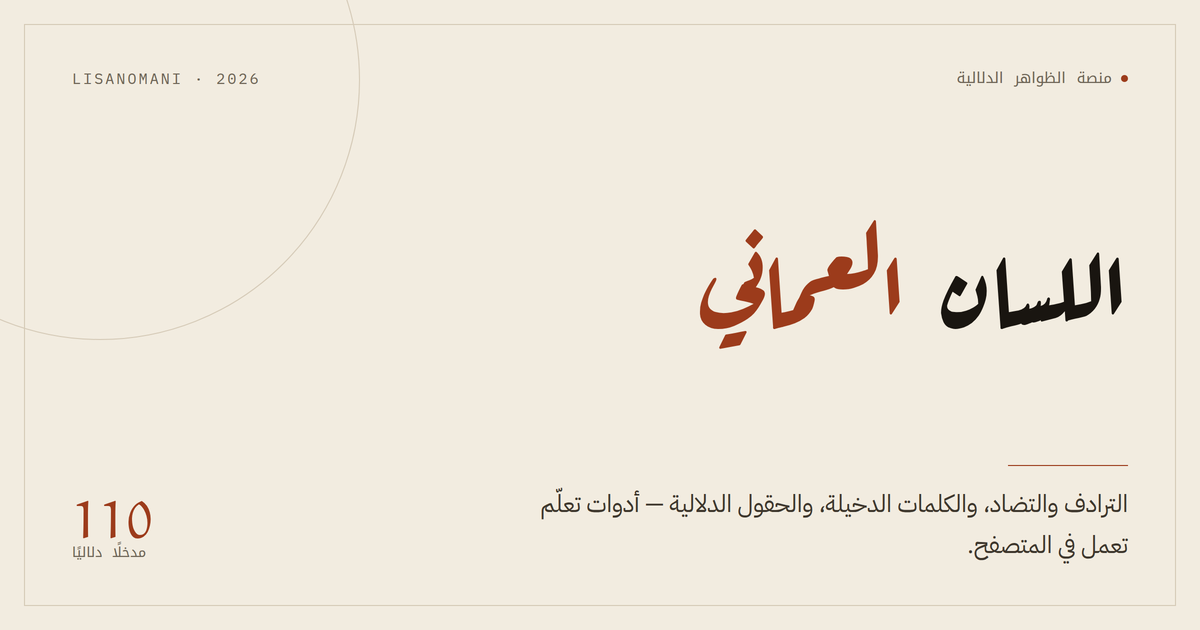 منصة الظواهر الدلالية
LISANOMANI · 2026
اللسان العماني
الترادف والتضاد، والكلمات الدخيلة، والحقول الدلالية — أدوات تعلّم
تعمل في المتصفح.
110
مدخلًا دلاليًا